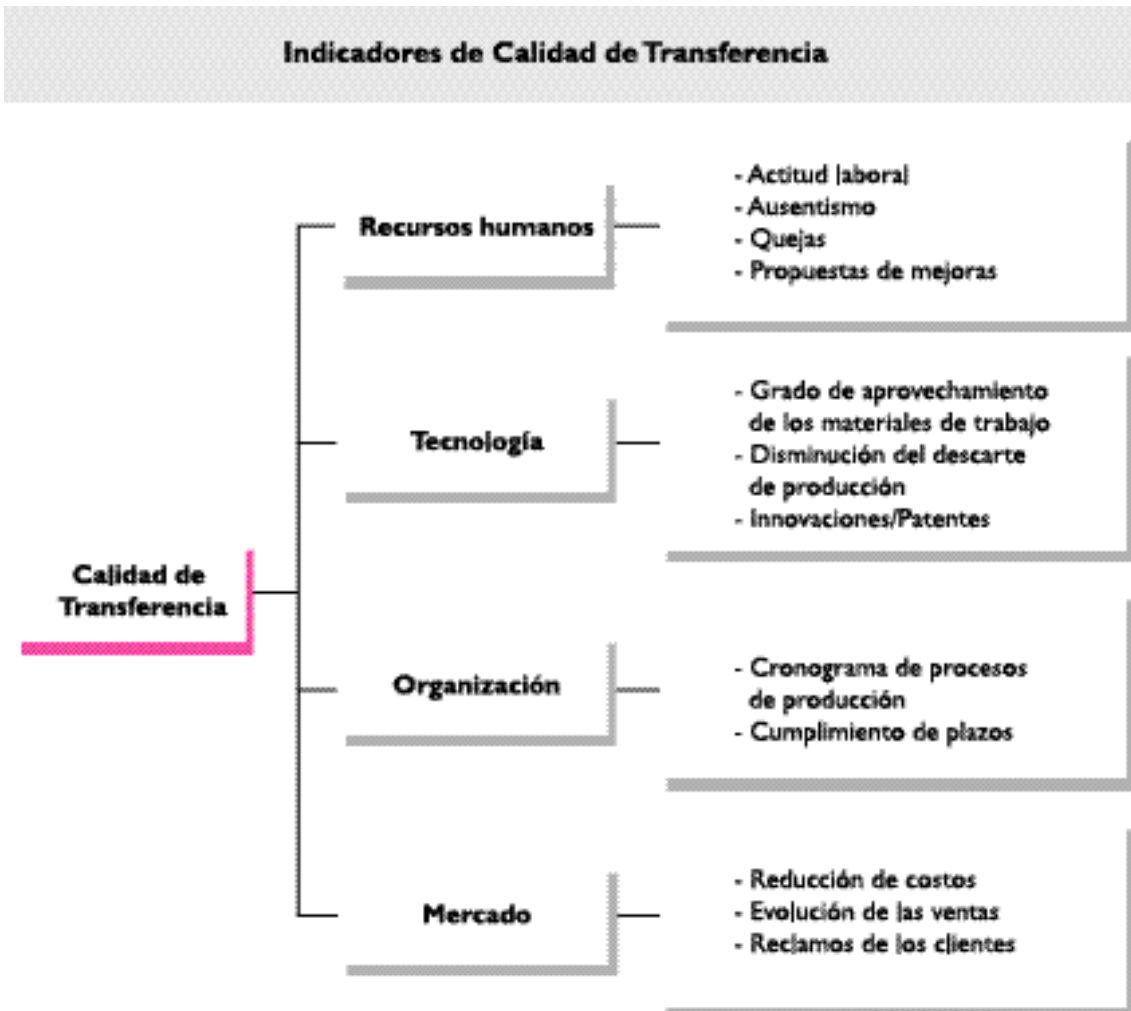 Indicadores de Calidad de Transferencia
Calidad de
Transferencia
Recursos humanos
- Actitud laboral
- Ausentismo
- Quejas
- Propuestas de mejoras
Tecnología
- Grado de aprovechamiento
de los materiales de trabajo
- Disminución del descarte
de producción
- Innovaciones/Patentes
Organización
- Cronograma de procesos
de producción
- Cumplimiento de plazos
Mercado
- Reducción de costos
- Evolución de las ventas
- Reclamos de los clientes